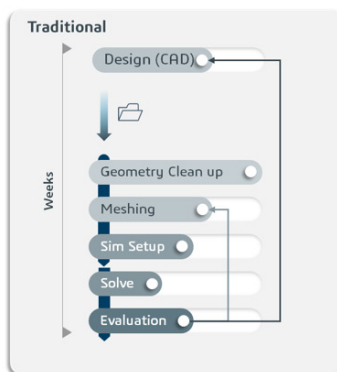 Traditional
Design (CAD)
Geometry Clean up
Weeks
Meshing
Sim Setup
Solve
Evaluation